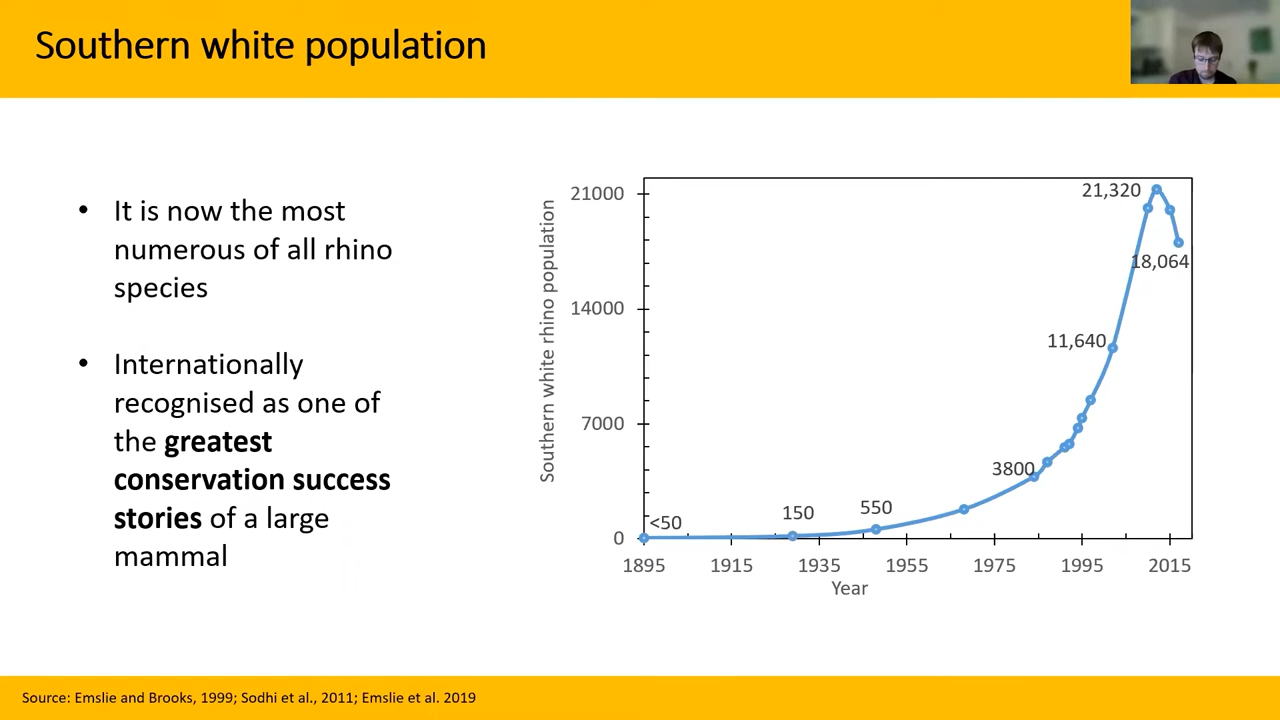 Southern white population
• It is now the most
numerous of all rhino
species
• Internationally
recognised as one of
the greatest
conservation success
stories of a large
mammal
Southern white rhino population
21000
14000
7000
0
21,320
18,064
11,640
3800
550
150
<50
1895 1915 1935 1955 1975 1995 2015
Year
Source: Emslie and Brooks, 1999; Sodhi et al., 2011; Emslie et al. 2019